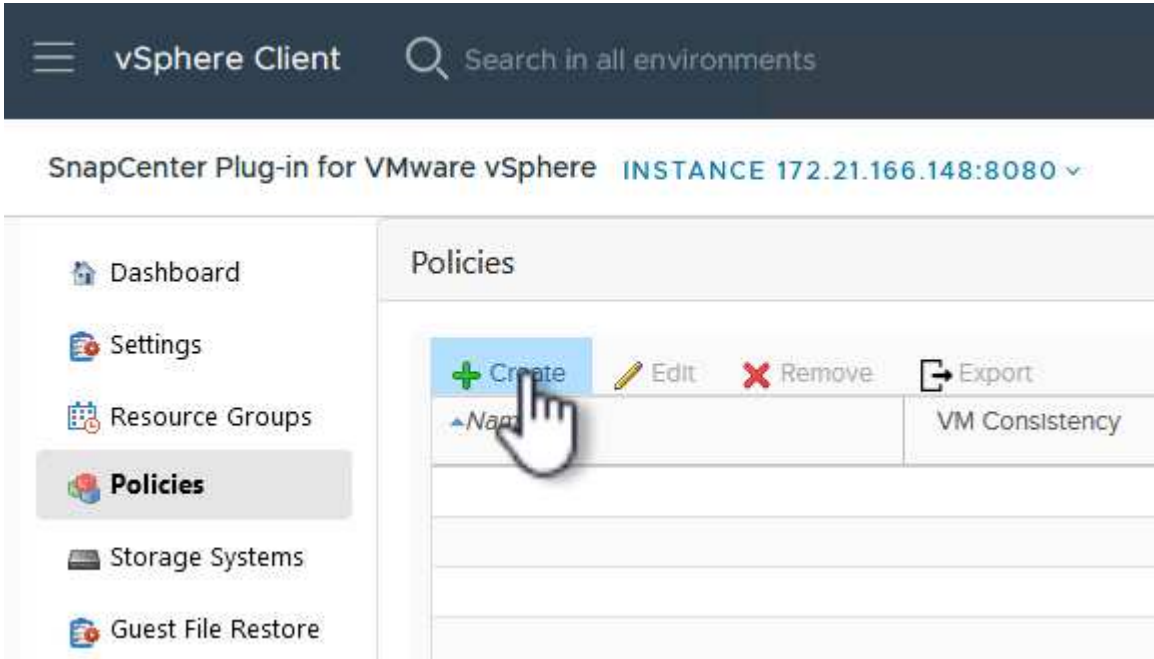 vSphere Client
Search in all environments
SnapCenter Plug-in for VMware vSphere INSTANCE 172.21.166.148:8080
Dashboard
Settings
Resource Groups
Policies
Storage Systems
Guest File Restore
Policies
Create Edit Remove Export
VM Consistency